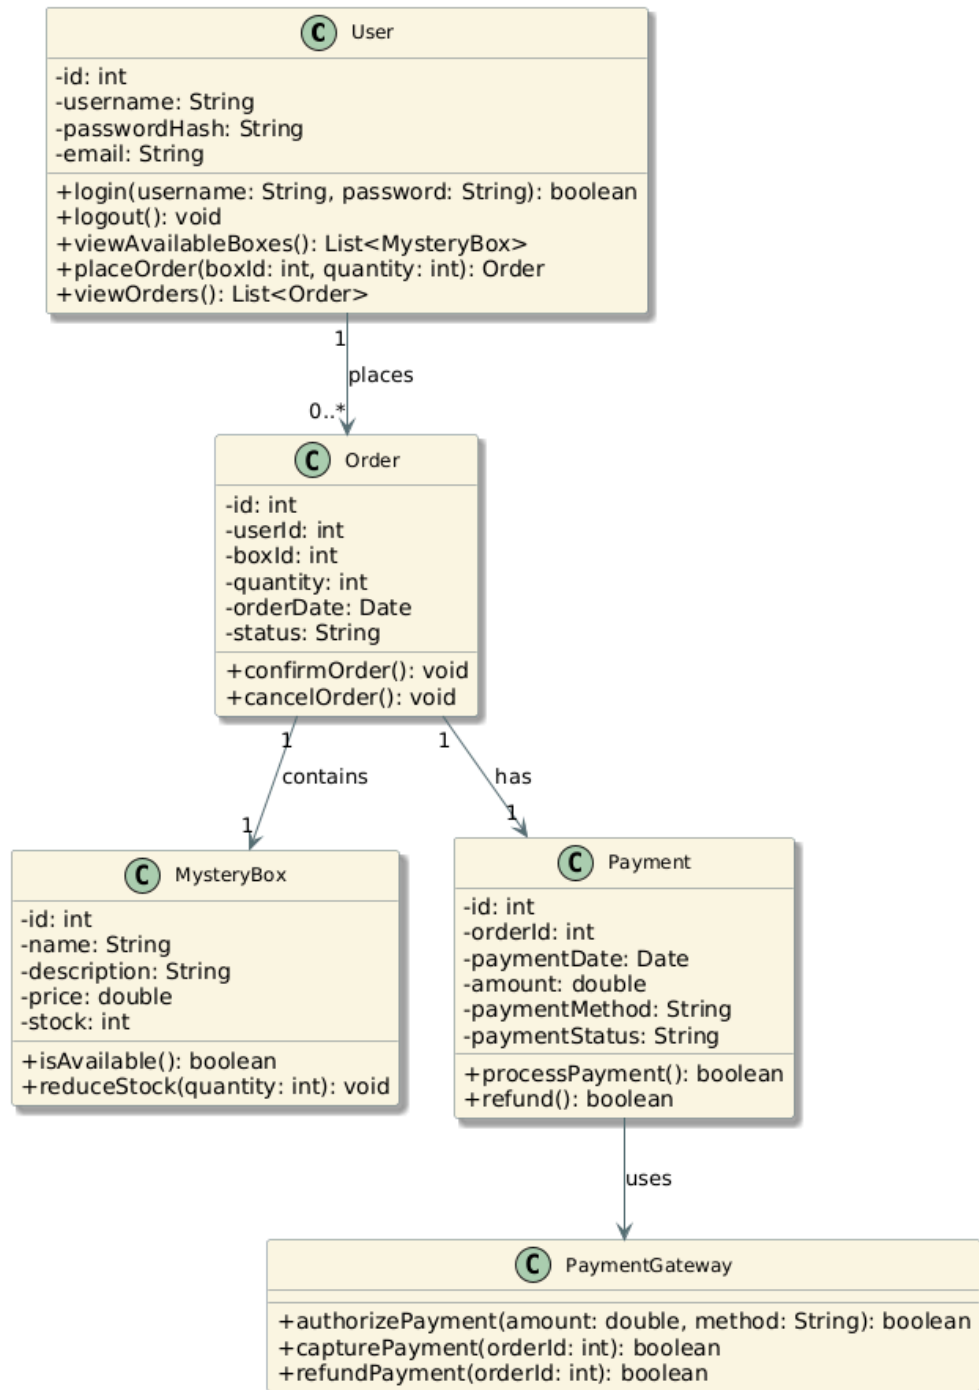 C User
-id: int
-username: String
-passwordHash: String
-email: String
+login(username: String, password: String): boolean
+logout(): void
+viewAvailableBoxes(): List<MysteryBox>
+placeOrder(boxId: int, quantity: int): Order
+viewOrders(): List<Order>
1
places
0..*
C Order
-id: int
-userId: int
-boxId: int
-quantity: int
-orderDate: Date
-status: String
+confirmOrder(): void
+cancelOrder(): void
1 1
contains has
1 1
C MysteryBox
-id: int
-name: String
-description: String
-price: double
-stock: int
+isAvailable(): boolean
+reduceStock(quantity: int): void
C Payment
-id: int
-orderId: int
-paymentDate: Date
-amount: double
-paymentMethod: String
-paymentStatus: String
+processPayment(): boolean
+refund(): boolean
uses
C PaymentGateway
+authorizePayment(amount: double, method: String): boolean
+capturePayment(orderId: int): boolean
+refundPayment(orderId: int): boolean